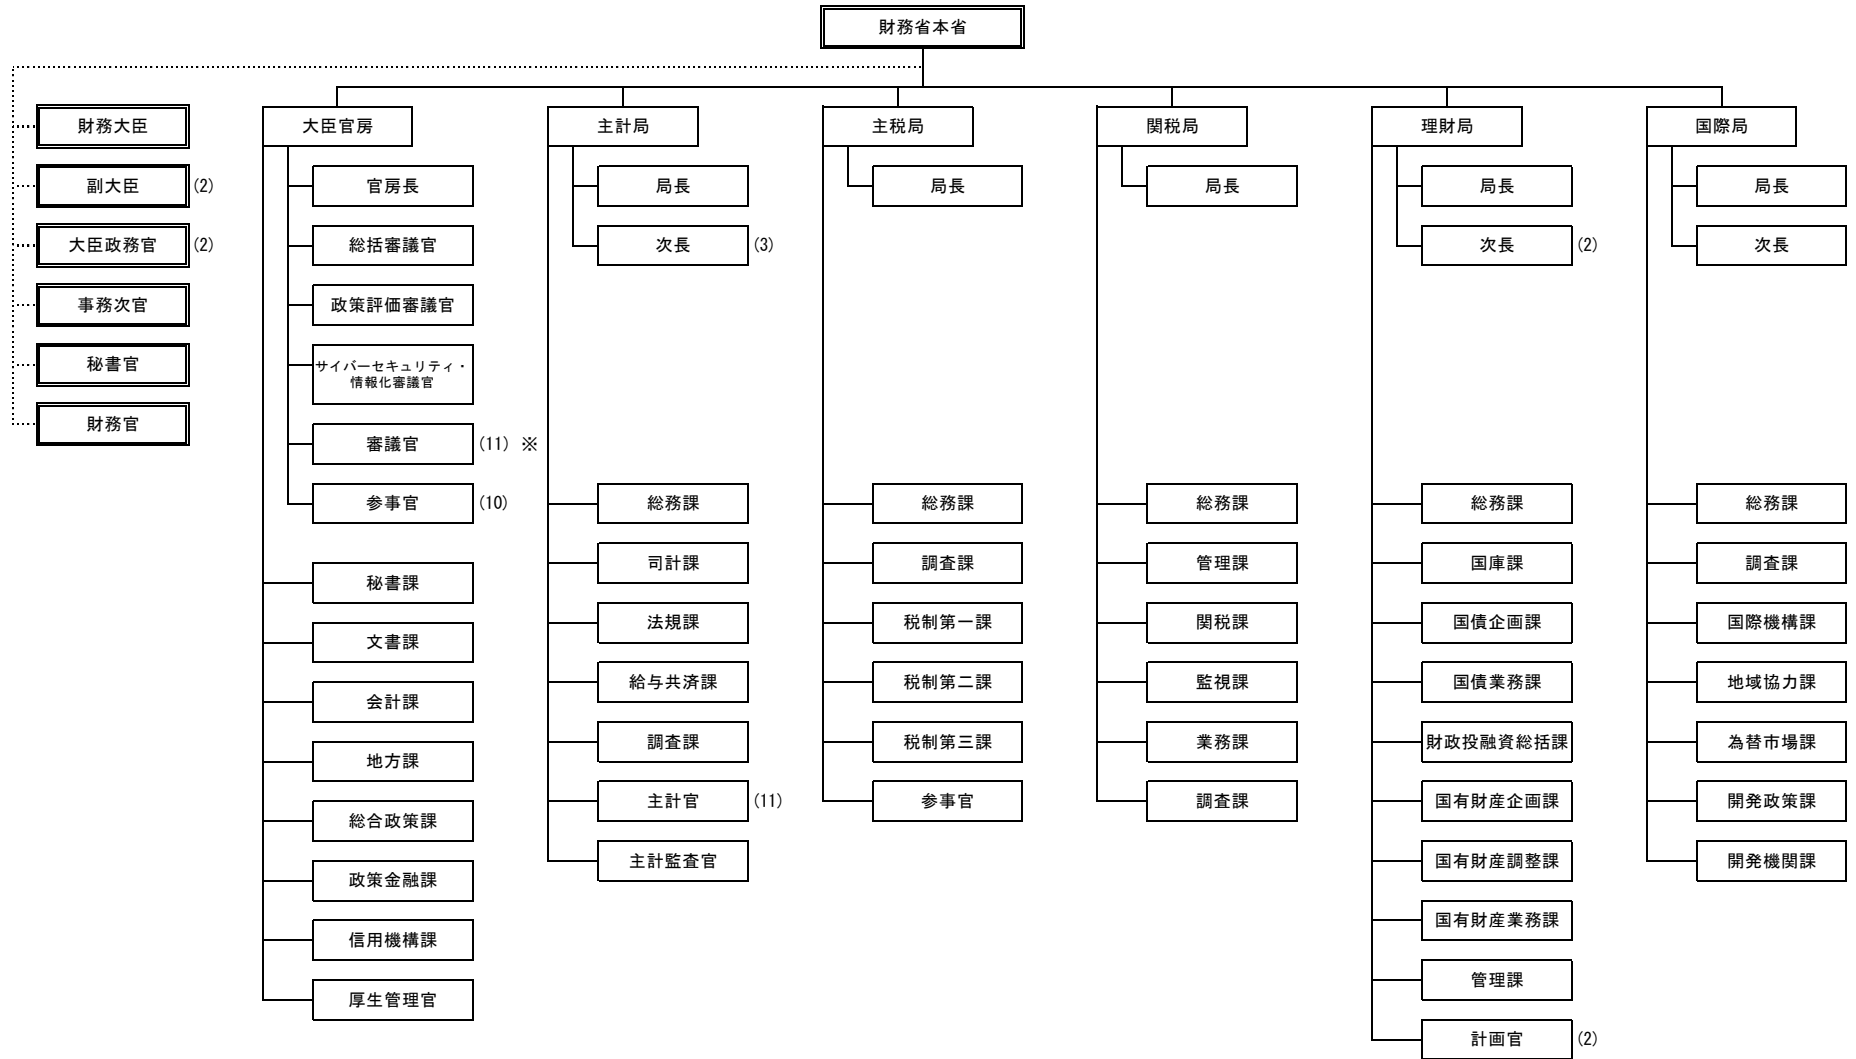 財務省本省
財務大臣
副大臣 (2)
大臣政務官 (2)
事務次官
秘書官
財務官
大臣官房
官房長
総括審議官
政策評価審議官
サイバーセキュリティ・
情報化審議官
審議官 (11) ※
参事官 (10)
秘書課
文書課
会計課
地方課
総合政策課
政策金融課
信用機構課
厚生管理官
主計局
局長
次長 (3)
総務課
司計課
法規課
給与共済課
調査課
主計官 (11)
主計監査官
主税局
局長
総務課
調査課
税制第一課
税制第二課
税制第三課
参事官
関税局
局長
総務課
管理課
関税課
監視課
業務課
調査課
理財局
局長
次長 (2)
総務課
国庫課
国債企画課
国債業務課
財政投融資総括課
国有財産企画課
国有財産調整課
国有財産業務課
管理課
計画官 (2)
国際局
局長
次長
総務課
調査課
国際機構課
地域協力課
為替市場課
開発政策課
開発機関課